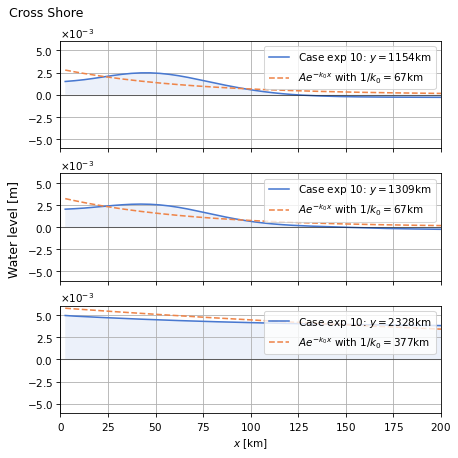 Cross Shore
×10⁻³
5.0
2.5
0.0
−2.5
−5.0
Case exp 10: y = 1154km
Ae^{−k₀x} with 1/k₀ = 67km
×10⁻³
5.0
2.5
0.0
−2.5
−5.0
Case exp 10: y = 1309km
Ae^{−k₀x} with 1/k₀ = 67km
Water level [m]
×10⁻³
5.0
2.5
0.0
−2.5
−5.0
Case exp 10: y = 2328km
Ae^{−k₀x} with 1/k₀ = 377km
0 25 50 75 100 125 150 175 200
x [km]